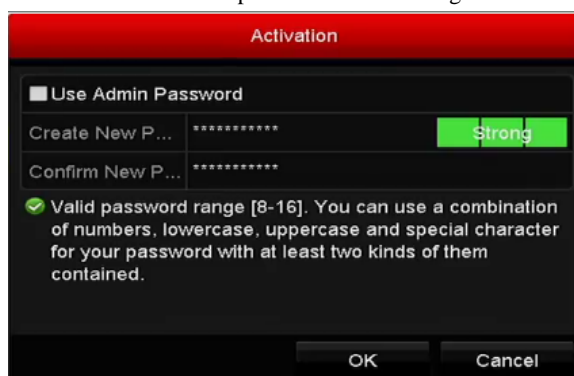 Activation
Use Admin Password
Create New P... *********** Strong
Confirm New P... ***********
Valid password range [8-16]. You can use a combination
of numbers, lowercase, uppercase and special character
for your password with at least two kinds of them
contained.
OK Cancel